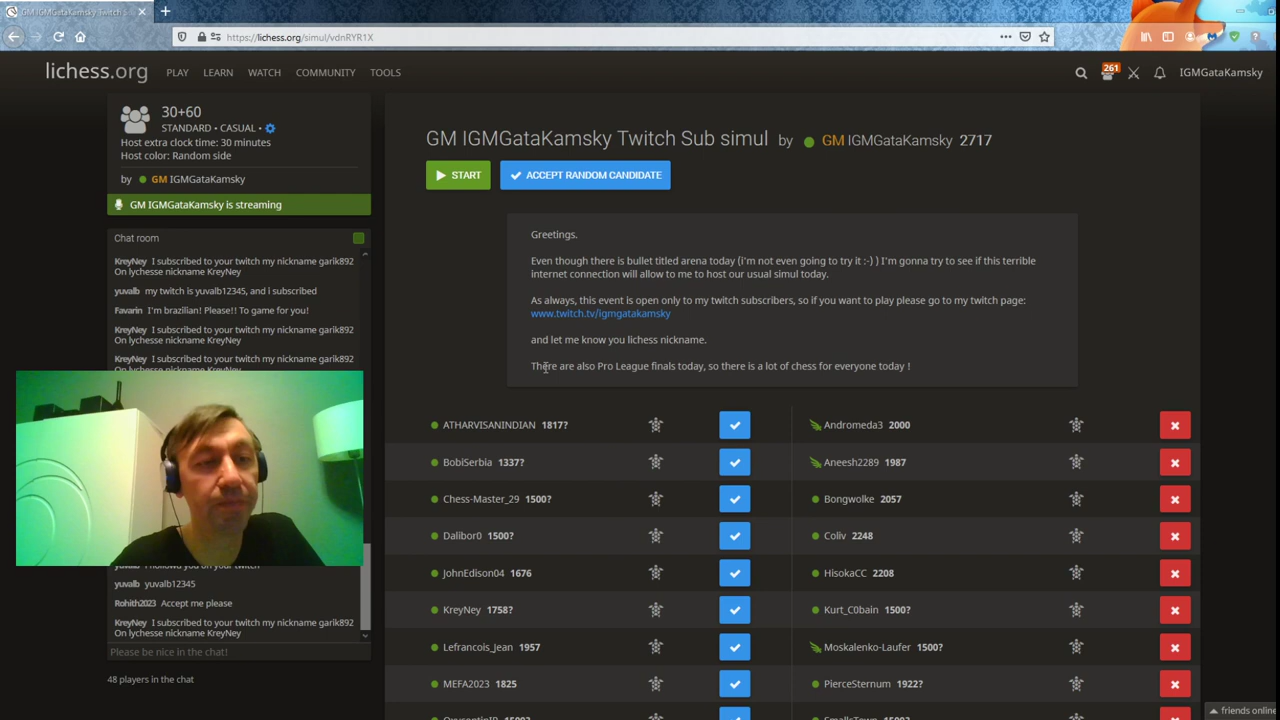 GM IGMGataKamsky Twitch S
https://lichess.org/simul/vdnRYR1X
lichess.org
PLAY
LEARN
WATCH
COMMUNITY
TOOLS
261
IGMGataKamsky
30+60
STANDARD • CASUAL •
Host extra clock time: 30 minutes
Host color: Random side
by GM IGMGataKamsky
GM IGMGataKamsky is streaming
Chat room
KreyNey I subscribed to your twitch my nickname garik892
On lychesse nickname KreyNey
yuvalb my twitch is yuvalb12345, and i subscribed
Favarin I'm brazilian! Please!! To game for you!
KreyNey I subscribed to your twitch my nickname garik892
On lychesse nickname KreyNey
KreyNey I subscribed to your twitch my nickname garik892
yuvalb I followd you on your twitch
yuvalb yuvalb12345
Rohith2023 Accept me please
KreyNey I subscribed to your twitch my nickname garik892
On lychesse nickname KreyNey
Please be nice in the chat!
48 players in the chat
GM IGMGataKamsky Twitch Sub simul by GM IGMGataKamsky 2717
START
ACCEPT RANDOM CANDIDATE
Greetings.
Even though there is bullet titled arena today (i'm not even going to try it :-) ) I'm gonna try to see if this terrible
internet connection will allow to me to host our usual simul today.
As always, this event is open only to my twitch subscribers, so if you want to play please go to my twitch page:
www.twitch.tv/igmgatakamsky
and let me know you lichess nickname.
There are also Pro League finals today, so there is a lot of chess for everyone today !
ATHARVISANINDIAN 1817?
Andromeda3 2000
BobiSerbia 1337?
Aneesh2289 1987
Chess-Master_29 1500?
Bongwolke 2057
Dalibor0 1500?
Coliv 2248
JohnEdison04 1676
HisokaCC 2208
KreyNey 1758?
Kurt_C0bain 1500?
Lefrancois_Jean 1957
Moskalenko-Laufer 1500?
MEFA2023 1825
PierceSternum 1922?
friends online